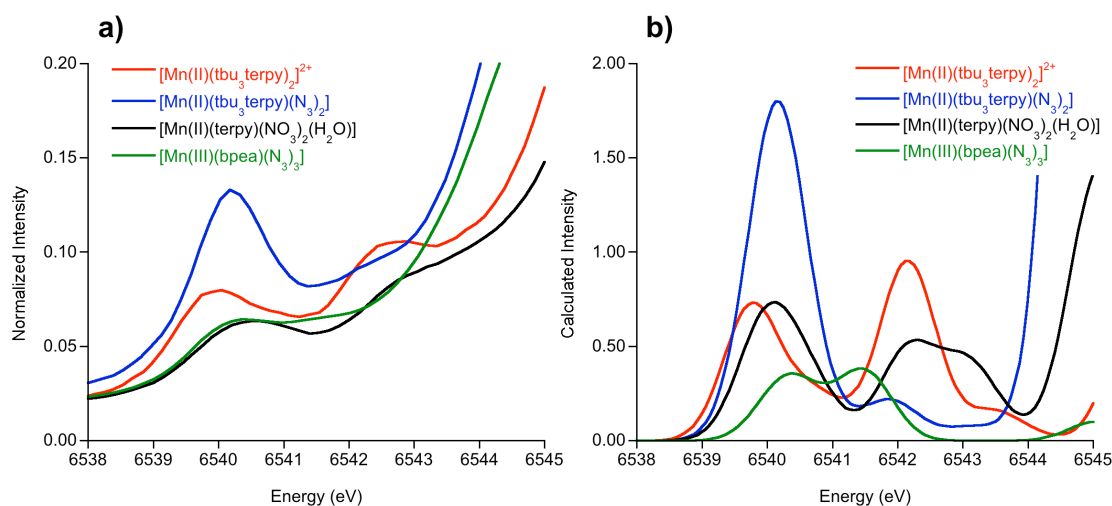 a)
[Mn(II)(tbu₃terpy)₂]²⁺
[Mn(II)(tbu₃terpy)(N₃)₂]
[Mn(II)(terpy)(NO₃)₂(H₂O)]
[Mn(III)(bpea)(N₃)₃]
Normalized Intensity
0.20
0.15
0.10
0.05
0.00
6538 6539 6540 6541 6542 6543 6544 6545
Energy (eV)
b)
[Mn(II)(tbu₃terpy)₂]²⁺
[Mn(II)(tbu₃terpy)(N₃)₂]
[Mn(II)(terpy)(NO₃)₂(H₂O)]
[Mn(III)(bpea)(N₃)₃]
Calculated Intensity
2.00
1.50
1.00
0.50
0.00
6538 6539 6540 6541 6542 6543 6544 6545
Energy (eV)